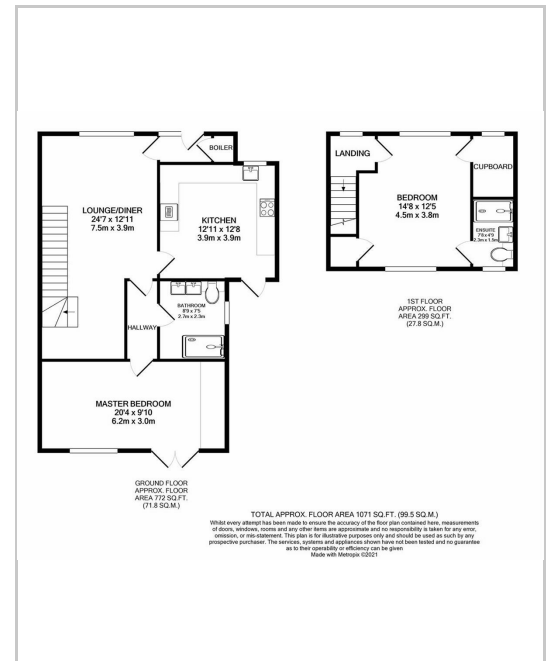 BOILER
LOUNGE/DINER
24'7 x 12'11
7.5m x 3.9m
KITCHEN
12'11 x 12'8
3.9m x 3.9m
BATHROOM
8'9 x 7'5
2.7m x 2.3m
HALLWAY
MASTER BEDROOM
20'4 x 9'10
6.2m x 3.0m
GROUND FLOOR
APPROX. FLOOR
AREA 772 SQ.FT.
(71.8 SQ.M.)
LANDING
CUPBOARD
BEDROOM
14'8 x 12'5
4.5m x 3.8m
ENSUITE
7'8 x 4'9
2.3m x 1.5m
1ST FLOOR
APPROX. FLOOR
AREA 299 SQ.FT.
(27.8 SQ.M.)
TOTAL APPROX. FLOOR AREA 1071 SQ.FT. (99.5 SQ.M.)
Whilst every attempt has been made to ensure the accuracy of the floor plan contained here, measurements
of doors, windows, rooms and any other items are approximate and no responsibility is taken for any error,
omission, or mis-statement. This plan is for illustrative purposes only and should be used as such by any
prospective purchaser. The services, systems and appliances shown have not been tested and no guarantee
as to their operability or efficiency can be given
Made with Metropix ©2021